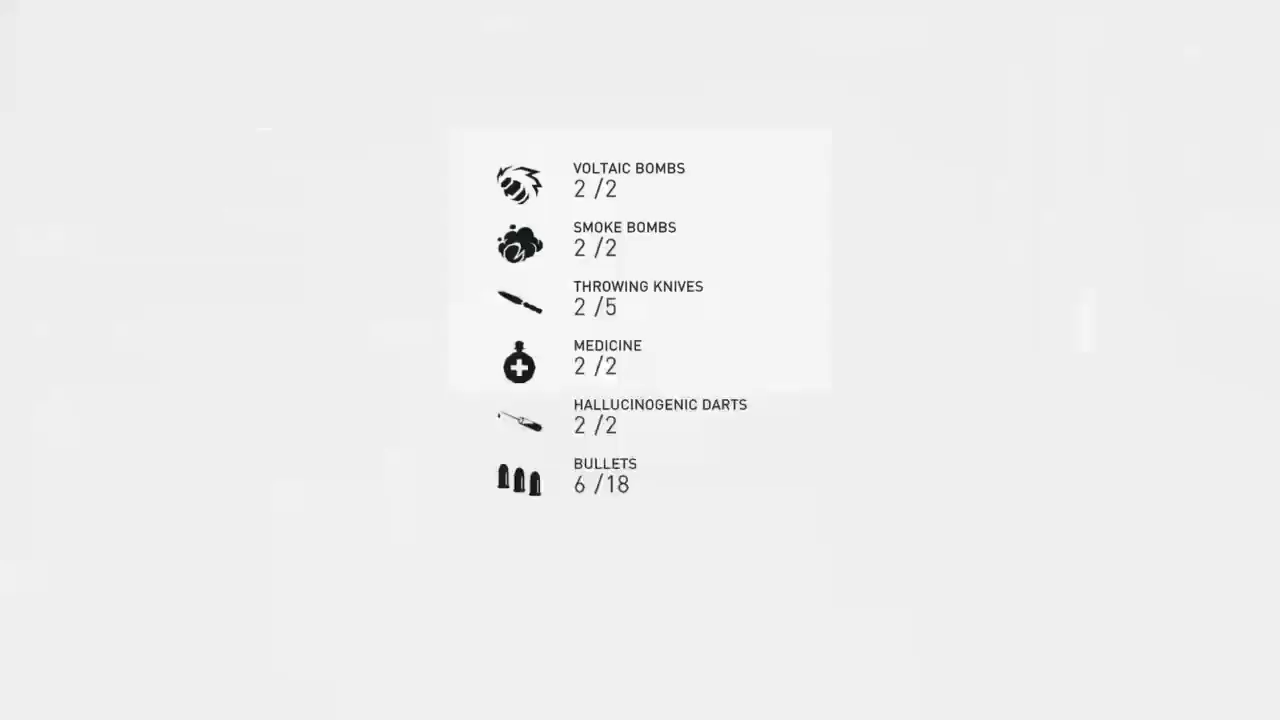 VOLTAIC BOMBS
2 /2
SMOKE BOMBS
2 /2
THROWING KNIVES
2 /5
MEDICINE
2 /2
HALLUCINOGENIC DARTS
2 /2
BULLETS
6 /18